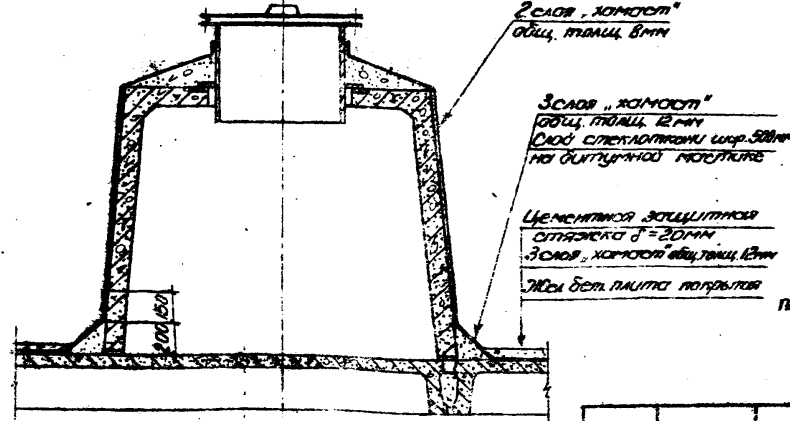 2 слоя „хамаст"
общ. толщ. 8мм
3 слоя „хамаст"
общ. толщ. 12мм
Слой стеклоткани шир. 500мм
на битумной мастике
Цементная защитная
стяжка δ=20мм
3 слоя „хамаст" общ. толщ. 12мм
Жел. бет. плита покрытия
150
200